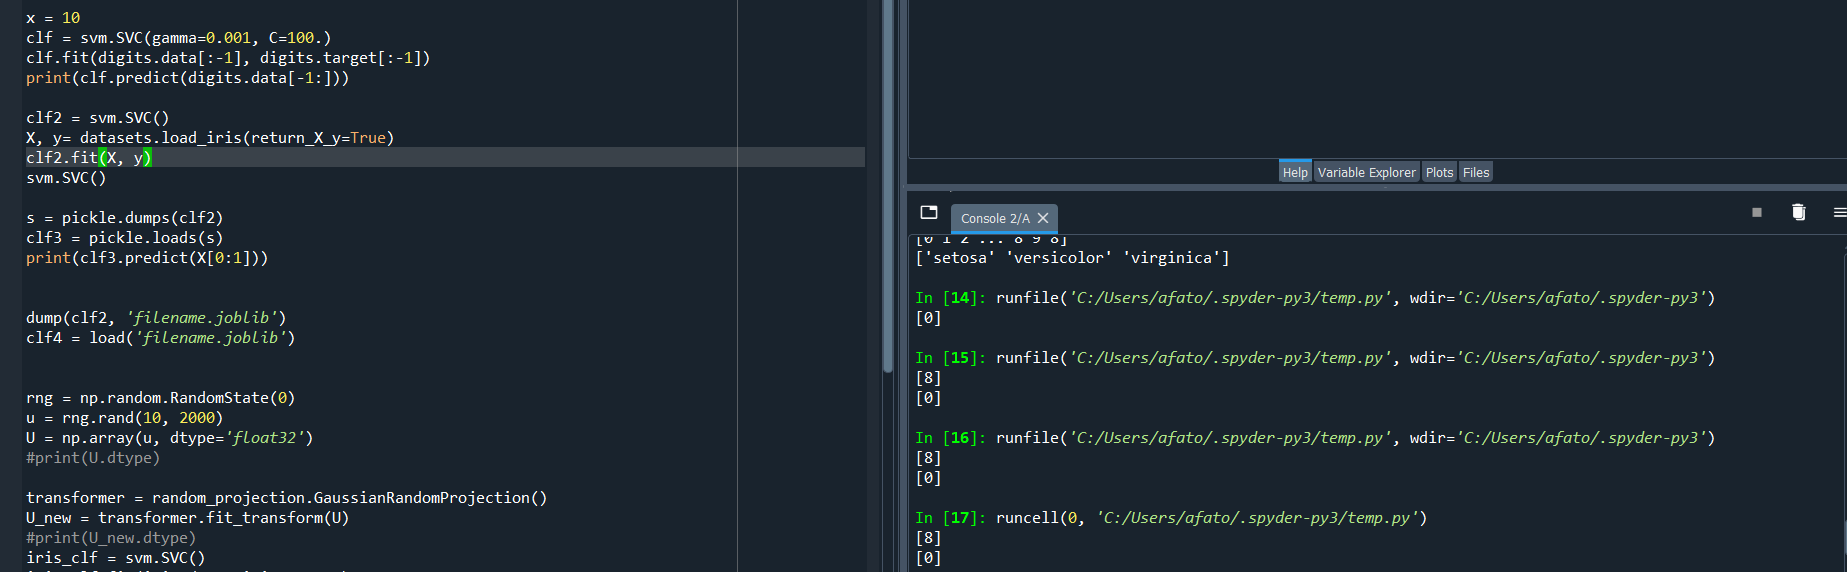 x = 10
clf = svm.SVC(gamma=0.001, C=100.)
clf.fit(digits.data[:-1], digits.target[:-1])
print(clf.predict(digits.data[-1:]))
clf2 = svm.SVC()
X, y= datasets.load_iris(return_X_y=True)
clf2.fit(X, y)
svm.SVC()
s = pickle.dumps(clf2)
clf3 = pickle.loads(s)
print(clf3.predict(X[0:1]))
dump(clf2, 'filename.joblib')
clf4 = load('filename.joblib')
rng = np.random.RandomState(0)
u = rng.rand(10, 2000)
U = np.array(u, dtype='float32')
#print(U.dtype)
transformer = random_projection.GaussianRandomProjection()
U_new = transformer.fit_transform(U)
#print(U_new.dtype)
iris_clf = svm.SVC()
Help Variable Explorer Plots Files
Console 2/A
[0 1 2 ... 8 9 8]
['setosa' 'versicolor' 'virginica']
In [14]: runfile('C:/Users/afato/.spyder-py3/temp.py', wdir='C:/Users/afato/.spyder-py3')
[0]
In [15]: runfile('C:/Users/afato/.spyder-py3/temp.py', wdir='C:/Users/afato/.spyder-py3')
[8]
[0]
In [16]: runfile('C:/Users/afato/.spyder-py3/temp.py', wdir='C:/Users/afato/.spyder-py3')
[8]
[0]
In [17]: runcell(0, 'C:/Users/afato/.spyder-py3/temp.py')
[8]
[0]